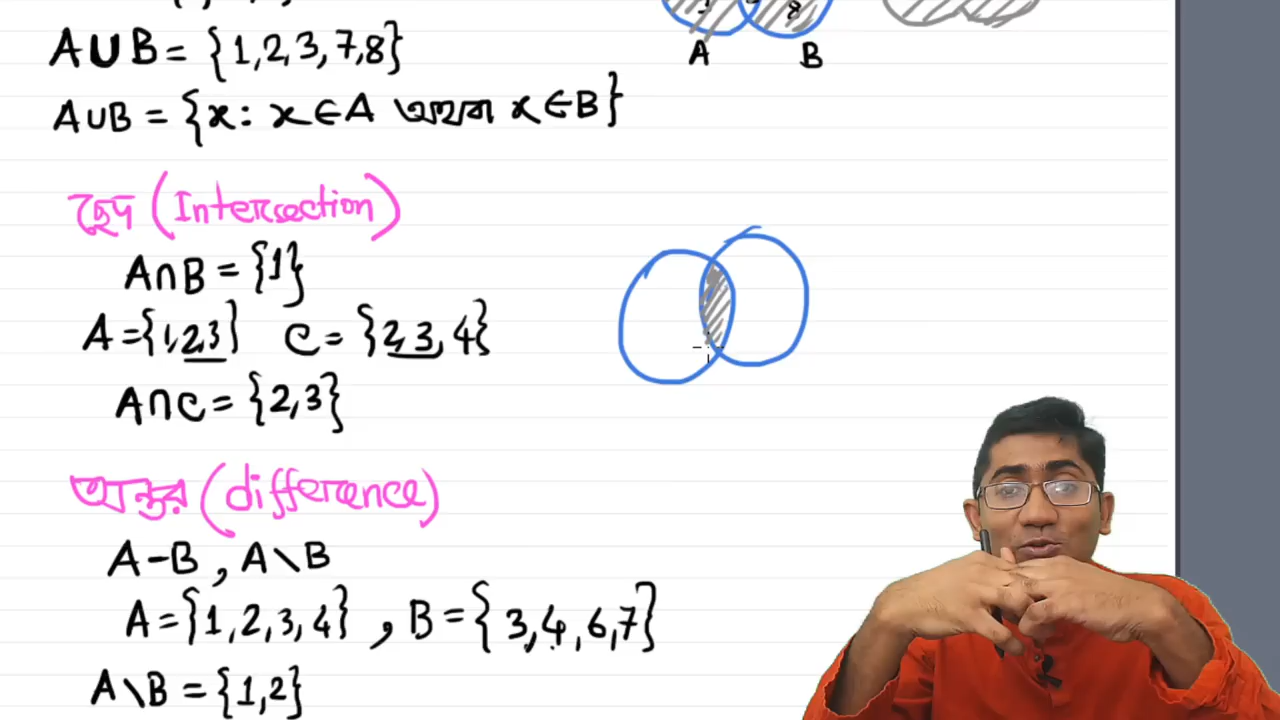 A∪B = {1,2,3,7,8}
A∪B = {x: x∈A অথবা x∈B}
8
A B
ছেদ (Intersection)
A∩B = {1}
A={1,2,3} C = {2,3,4}
A∩C = {2,3}
অন্তর (difference)
A-B, A\B
A={1,2,3,4}, B={3,4,6,7}
A\B = {1,2}